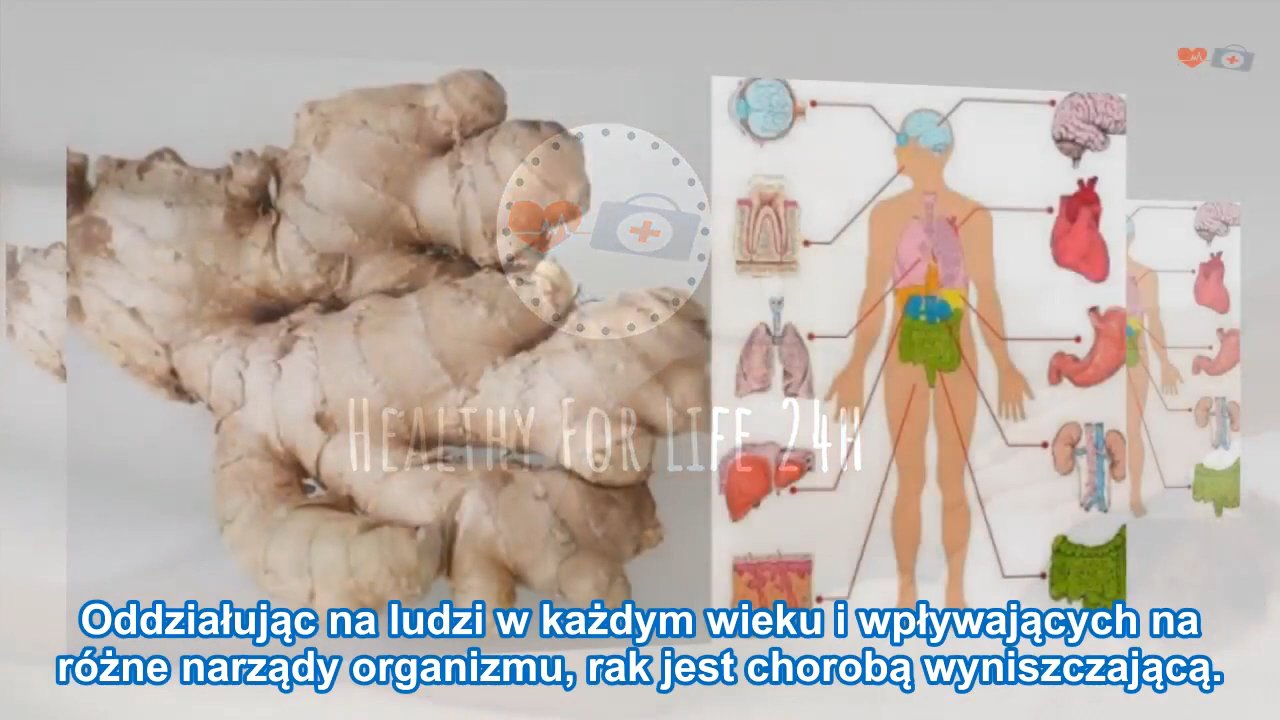 Healthy For Life 24h
Oddziałując na ludzi w każdym wieku i wpływających na
różne narządy organizmu, rak jest chorobą wyniszczającą.